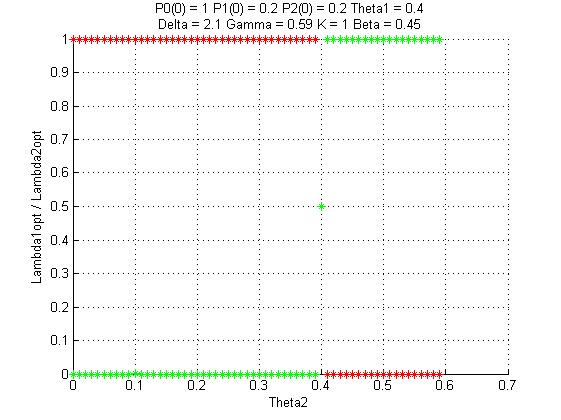 P0(0) = 1 P1(0) = 0.2 P2(0) = 0.2 Theta1 = 0.4
Delta = 2.1 Gamma = 0.59 K = 1 Beta = 0.45
1
0.9
0.8
0.7
0.6
0.5
0.4
0.3
0.2
0.1
0
Lambda1opt / Lambda2opt
0 0.1 0.2 0.3 0.4 0.5 0.6 0.7
Theta2